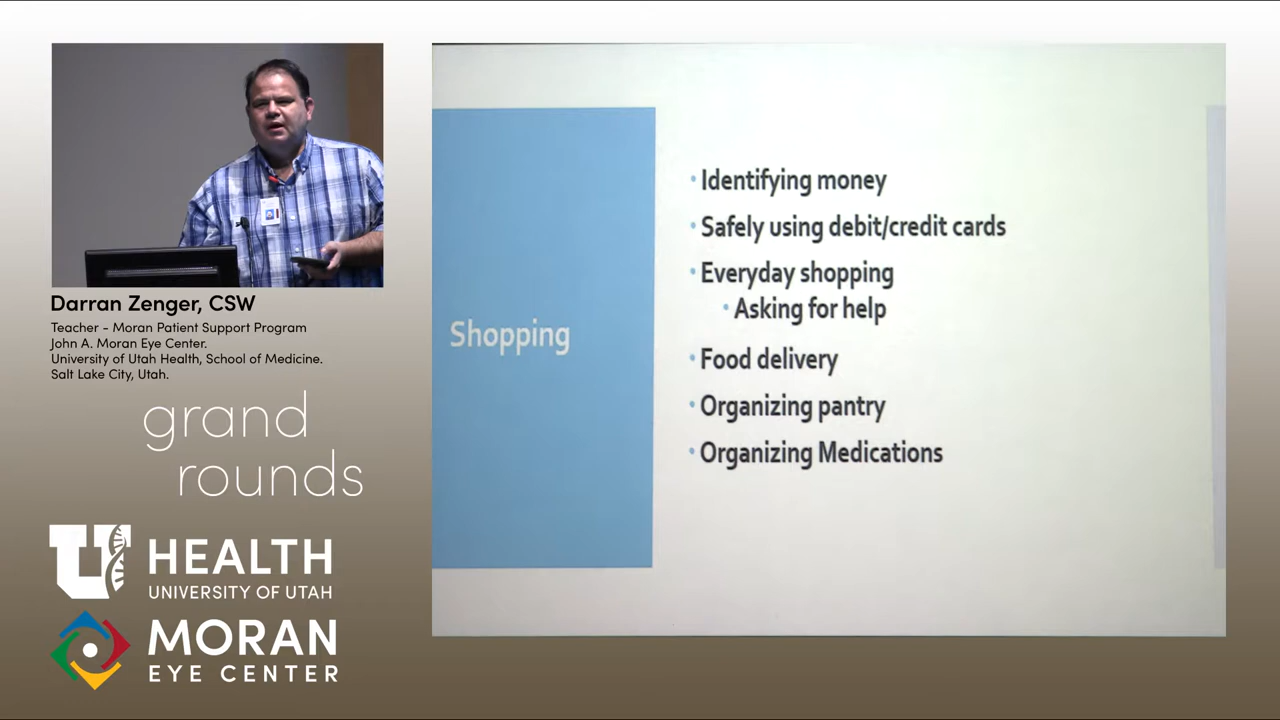 Darran Zenger, CSW
Teacher - Moran Patient Support Program
John A. Moran Eye Center.
University of Utah Health, School of Medicine.
Salt Lake City, Utah.
grand
rounds
U HEALTH
UNIVERSITY OF UTAH
MORAN
EYE CENTER
Shopping
• Identifying money
• Safely using debit/credit cards
• Everyday shopping
• Asking for help
• Food delivery
• Organizing pantry
• Organizing Medications